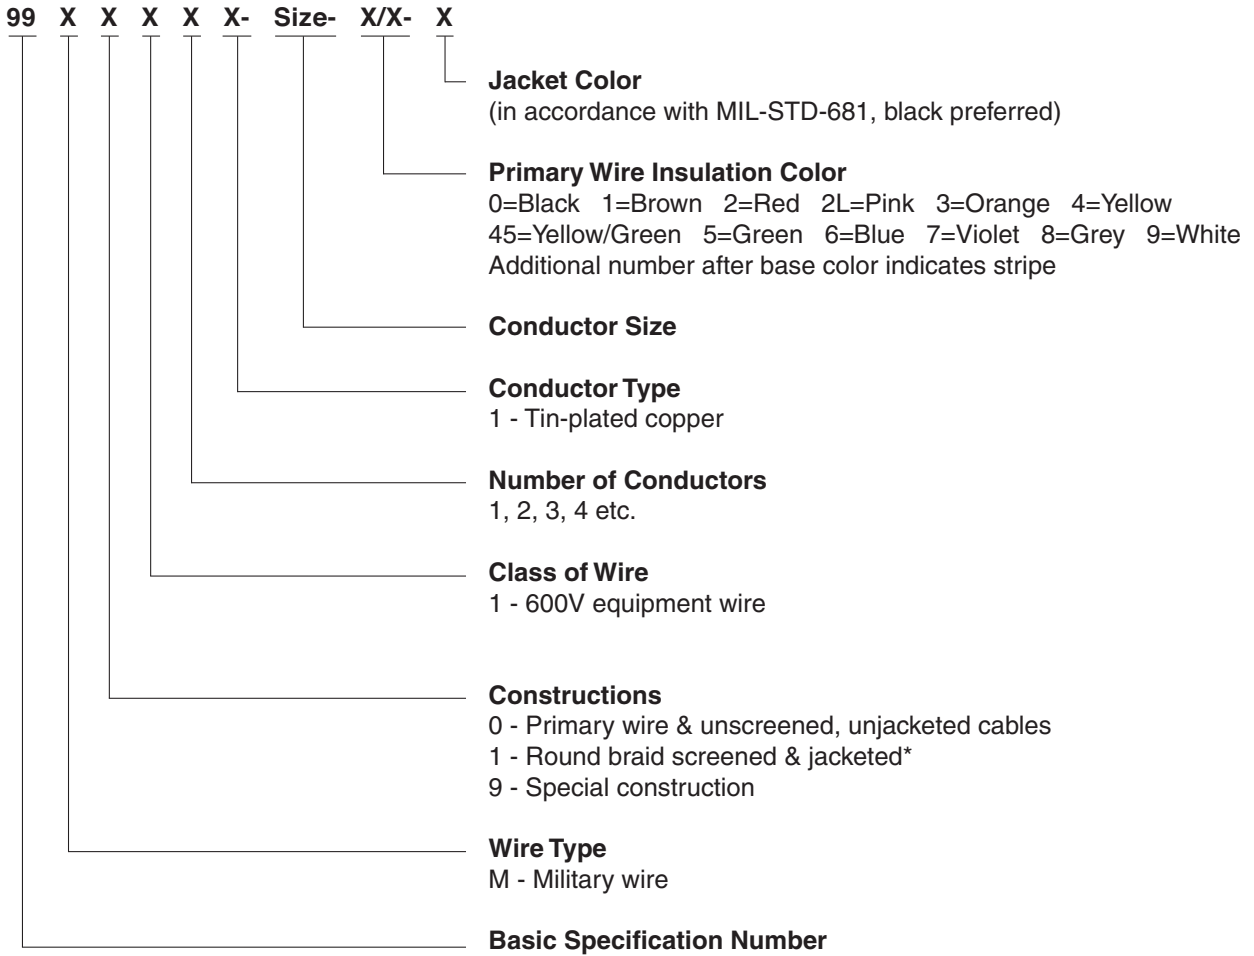 99 X X X X X- Size- X/X- X
Jacket Color
(in accordance with MIL-STD-681, black preferred)
Primary Wire Insulation Color
0=Black 1=Brown 2=Red 2L=Pink 3=Orange 4=Yellow
45=Yellow/Green 5=Green 6=Blue 7=Violet 8=Grey 9=White
Additional number after base color indicates stripe
Conductor Size
Conductor Type
1 - Tin-plated copper
Number of Conductors
1, 2, 3, 4 etc.
Class of Wire
1 - 600V equipment wire
Constructions
0 - Primary wire & unscreened, unjacketed cables
1 - Round braid screened & jacketed*
9 - Special construction
Wire Type
M - Military wire
Basic Specification Number